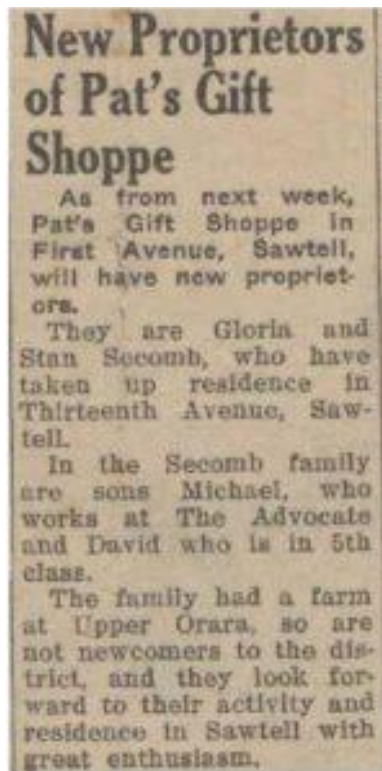 New Proprietors
of Pat's Gift
Shoppe
As from next week,
Pat's Gift Shoppe in
First Avenue, Sawtell,
will have new propriet-
ors.
They are Gloria and
Stan Secomb, who have
taken up residence in
Thirteenth Avenue, Saw-
tell.
In the Secomb family
are sons Michael, who
works at The Advocate
and David who is in 5th
class.
The family had a farm
at Upper Orara, so are
not newcomers to the dis-
trict, and they look for-
ward to their activity and
residence in Sawtell with
great enthusiasm.